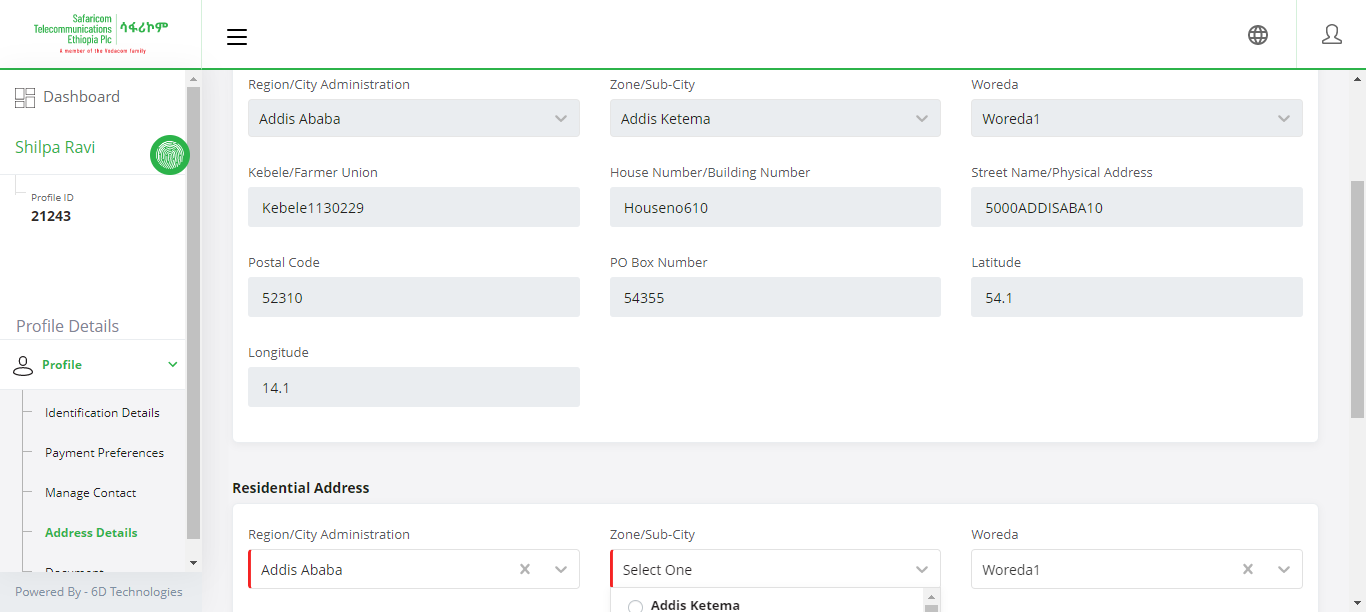 Safaricom
Telecommunications
Ethiopia Plc
ሳፋሪኮም
A member of the Vodacom family
Dashboard
Shilpa Ravi
Profile ID
21243
Profile Details
Profile
Identification Details
Payment Preferences
Manage Contact
Address Details
Document
Powered By - 6D Technologies
Region/City Administration
Zone/Sub-City
Woreda
Addis Ababa
Addis Ketema
Woreda1
Kebele/Farmer Union
House Number/Building Number
Street Name/Physical Address
Kebele1130229
Houseno610
5000ADDISABA10
Postal Code
PO Box Number
Latitude
52310
54355
54.1
Longitude
14.1
Residential Address
Region/City Administration
Zone/Sub-City
Woreda
Addis Ababa
Select One
Woreda1
Addis Ketema